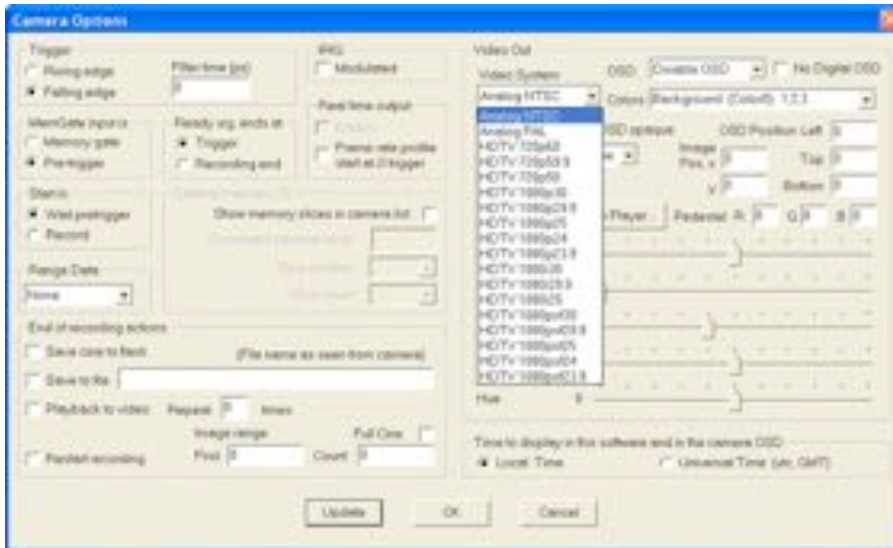 Camera Options
Trigger
Rising edge
Falling edge
Filter time (µs)
0
IRIG
Modulated
MemGate input is
Memory gate
Pretrigger
Ready sig. ends at
Trigger
Recording end
Real time output
Frame rate profile
start at 0 trigger
Start in
Wait pretrigger
Record
Show memory slices in camera list
Range Data
None
End of recording actions
Save cine to flash
(File name as seen from camera)
Save to file
Playback to video
Repeat
0
times
Image range
Full Cine
Restart recording
First
0
Count
0
Video Out
Video System
Analog NTSC
Analog NTSC
Analog PAL
HDTV 720p60
HDTV 720p59.9
HDTV 720p50
HDTV 1080p30
HDTV 1080p29.9
HDTV 1080p25
HDTV 1080p24
HDTV 1080p23.9
HDTV 1080i30
HDTV 1080i29.9
HDTV 1080i25
HDTV 1080psf30
HDTV 1080psf29.9
HDTV 1080psf25
HDTV 1080psf24
HDTV 1080psf23.9
OSD
Disable OSD
No Digital OSD
Colors
Background (Color0): 1,2,3
OSD opaque
OSD Position Left
0
Image
Pos. x
0
Top
0
y
0
Bottom
0
Player...
Pedestal R
0
G
0
B
0
Hue
0
Time to display in this software and in the camera OSD
Local Time
Universal Time (utc, GMT)
Update
OK
Cancel